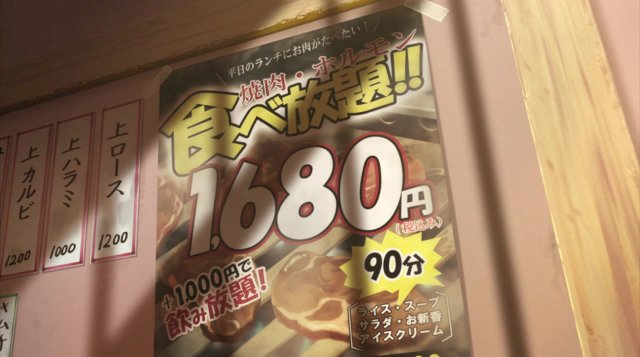 平日のランチにお肉がたべたい!
焼肉・ホルモン
食べ放題!!
1,680円
(税込み)
90分
+1,000円で
飲み放題!
ライス・スープ
サラダ・お新香
アイスクリーム
上ロース
1200
上ハラミ
1000
上カルビ
1200
キムチ